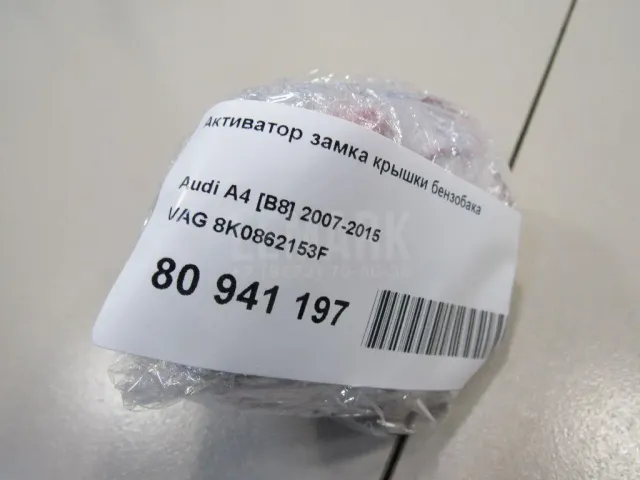 Активатор замка крышки бензобака
Audi A4 [B8] 2007-2015
VAG 8K0862153F
80 941 197